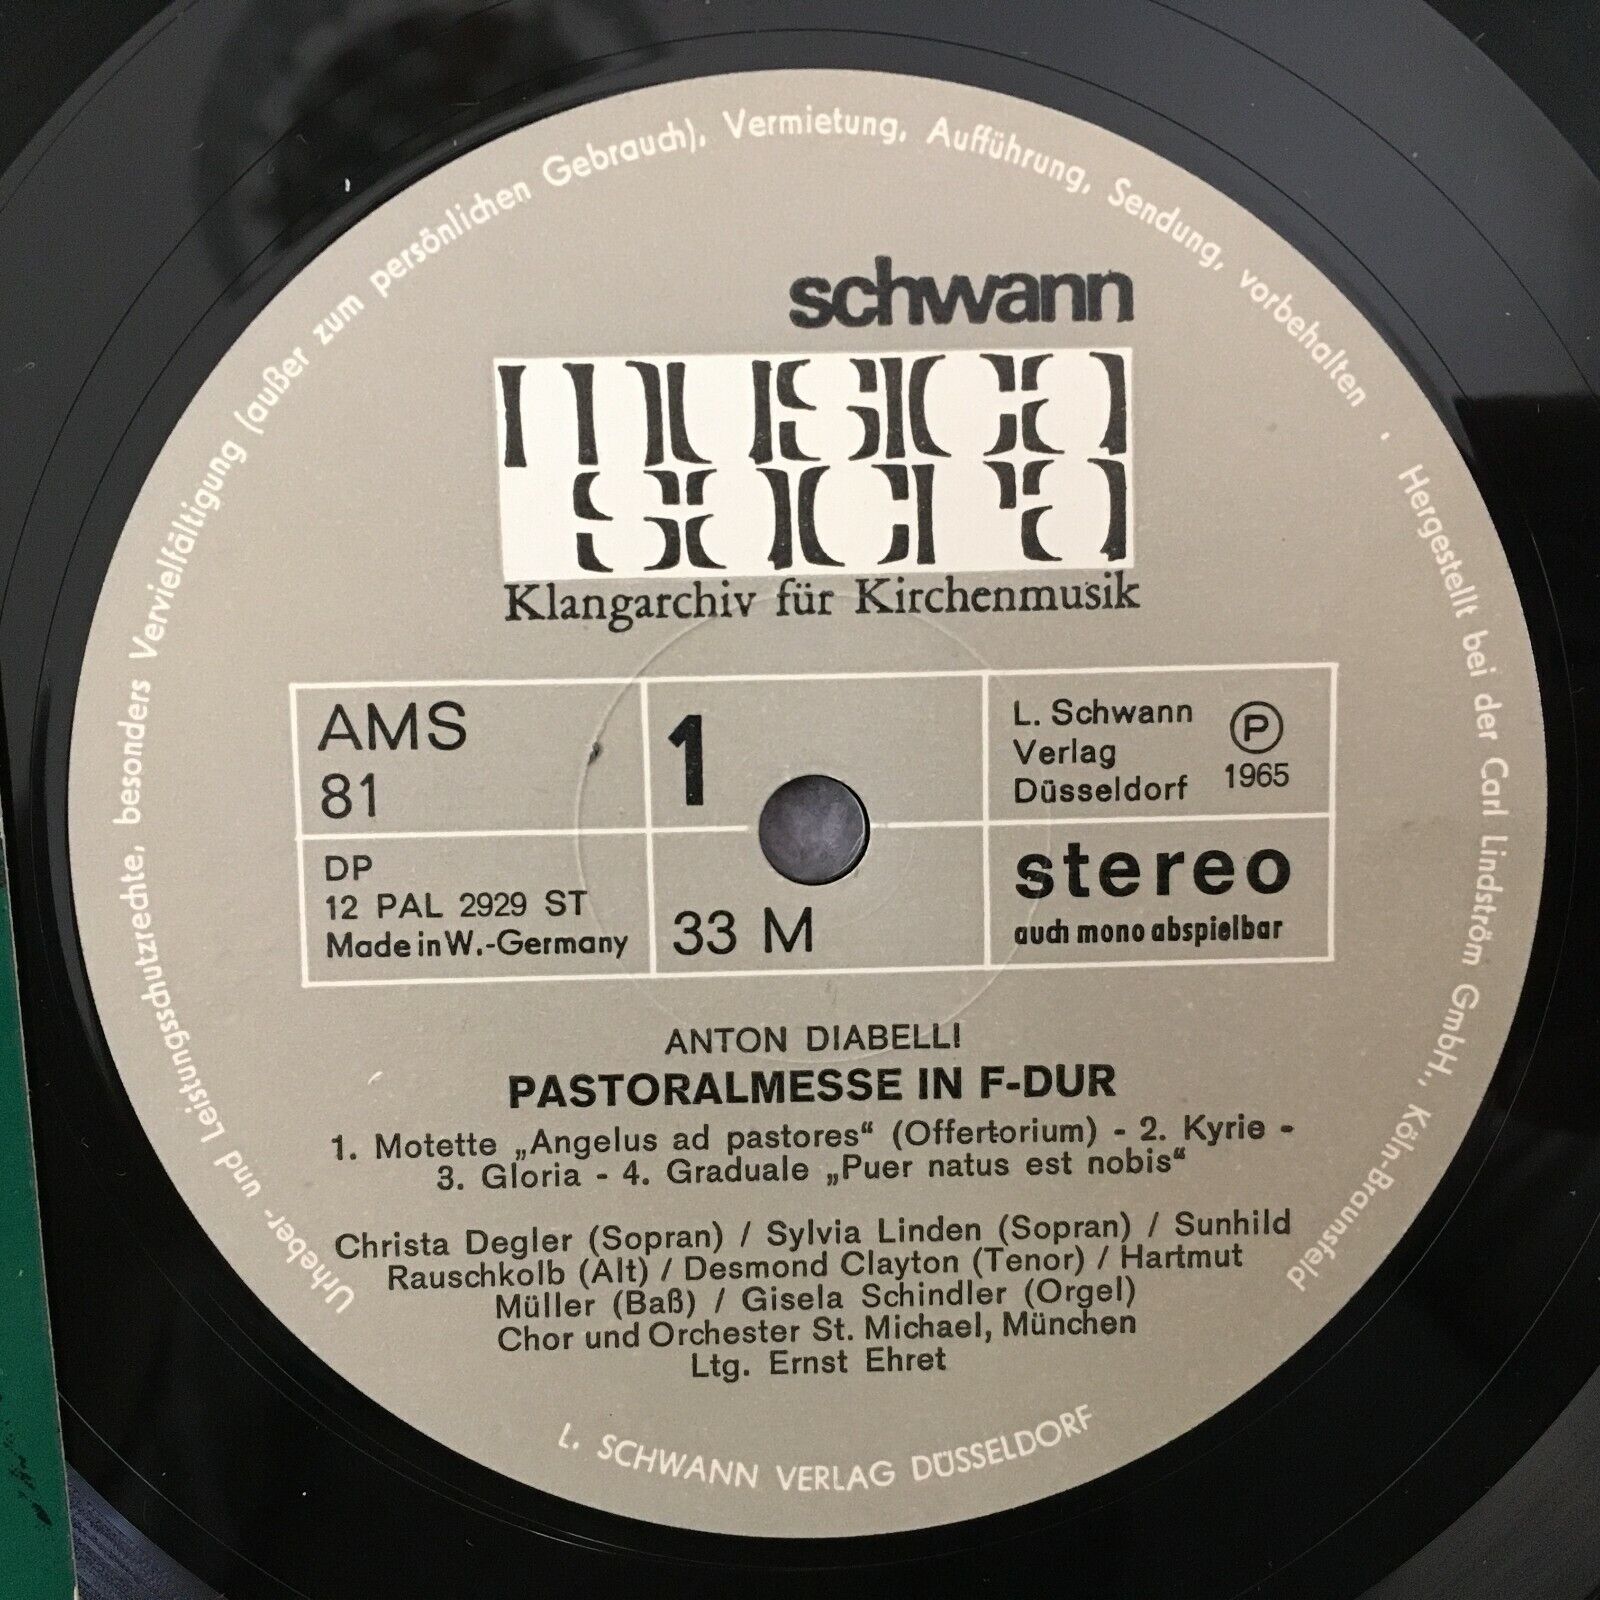 Urheber- und Leistungsschutzrechte, besonders Vervielfältigung (außer zum persönlichen Gebrauch), Vermietung, Aufführung, Sendung, vorbehalten . Hergestellt bei der Carl Lindström GmbH., Köln-Braunsfeld
schwann
musica
sacra
Klangarchiv für Kirchenmusik
AMS
81
1
L. Schwann
Verlag
Düsseldorf
Ⓟ
1965
DP
12 PAL 2929 ST
Made in W.-Germany
33 M
stereo
auch mono abspielbar
ANTON DIABELLI
PASTORALMESSE IN F-DUR
1. Motette „Angelus ad pastores“ (Offertorium) - 2. Kyrie -
3. Gloria - 4. Graduale „Puer natus est nobis“
Christa Degler (Sopran) / Sylvia Linden (Sopran) / Sunhild
Rauschkolb (Alt) / Desmond Clayton (Tenor) / Hartmut
Müller (Baß) / Gisela Schindler (Orgel)
Chor und Orchester St. Michael, München
Ltg. Ernst Ehret
L. SCHWANN VERLAG DÜSSELDORF